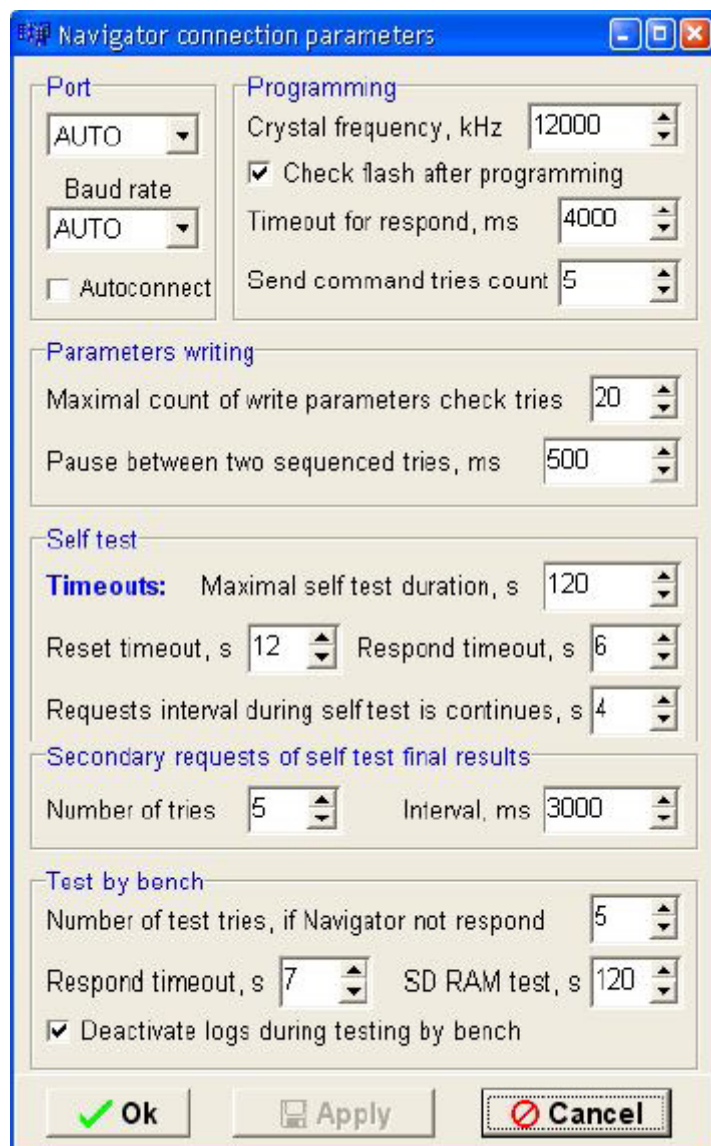 Navigator connection parameters
Port
AUTO
Baud rate
AUTO
Autoconnect
Programming
Crystal frequency, kHz 12000
Check flash after programming
Timeout for respond, ms 4000
Send command tries count 5
Parameters writing
Maximal count of write parameters check tries 20
Pause between two sequenced tries, ms 500
Self test
Timeouts: Maximal self test duration, s 120
Reset timeout, s 12 Respond timeout, s 6
Requests interval during self test is continues, s 4
Secondary requests of self test final results
Number of tries 5 Interval, ms 3000
Test by bench
Number of test tries, if Navigator not respond 5
Respond timeout, s 7 SD RAM test, s 120
Deactivate logs during testing by bench
Ok Apply Cancel